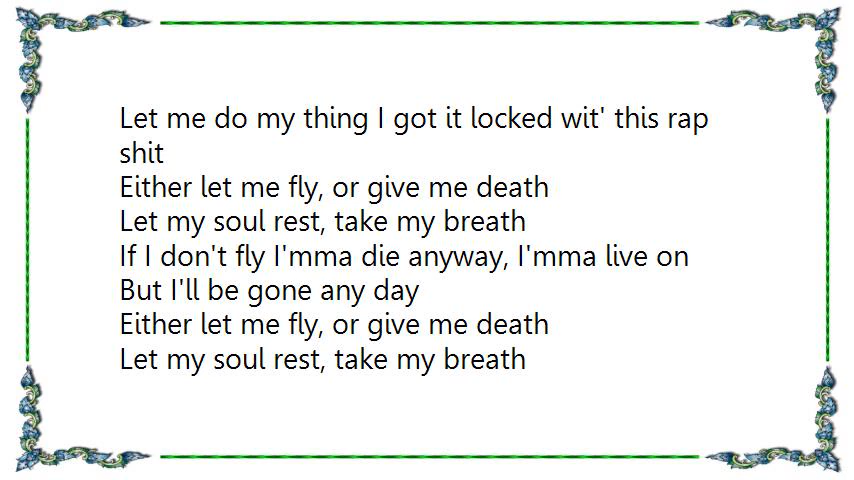 Let me do my thing I got it locked wit' this rap
shit
Either let me fly, or give me death
Let my soul rest, take my breath
If I don't fly I'mma die anyway, I'mma live on
But I'll be gone any day
Either let me fly, or give me death
Let my soul rest, take my breath